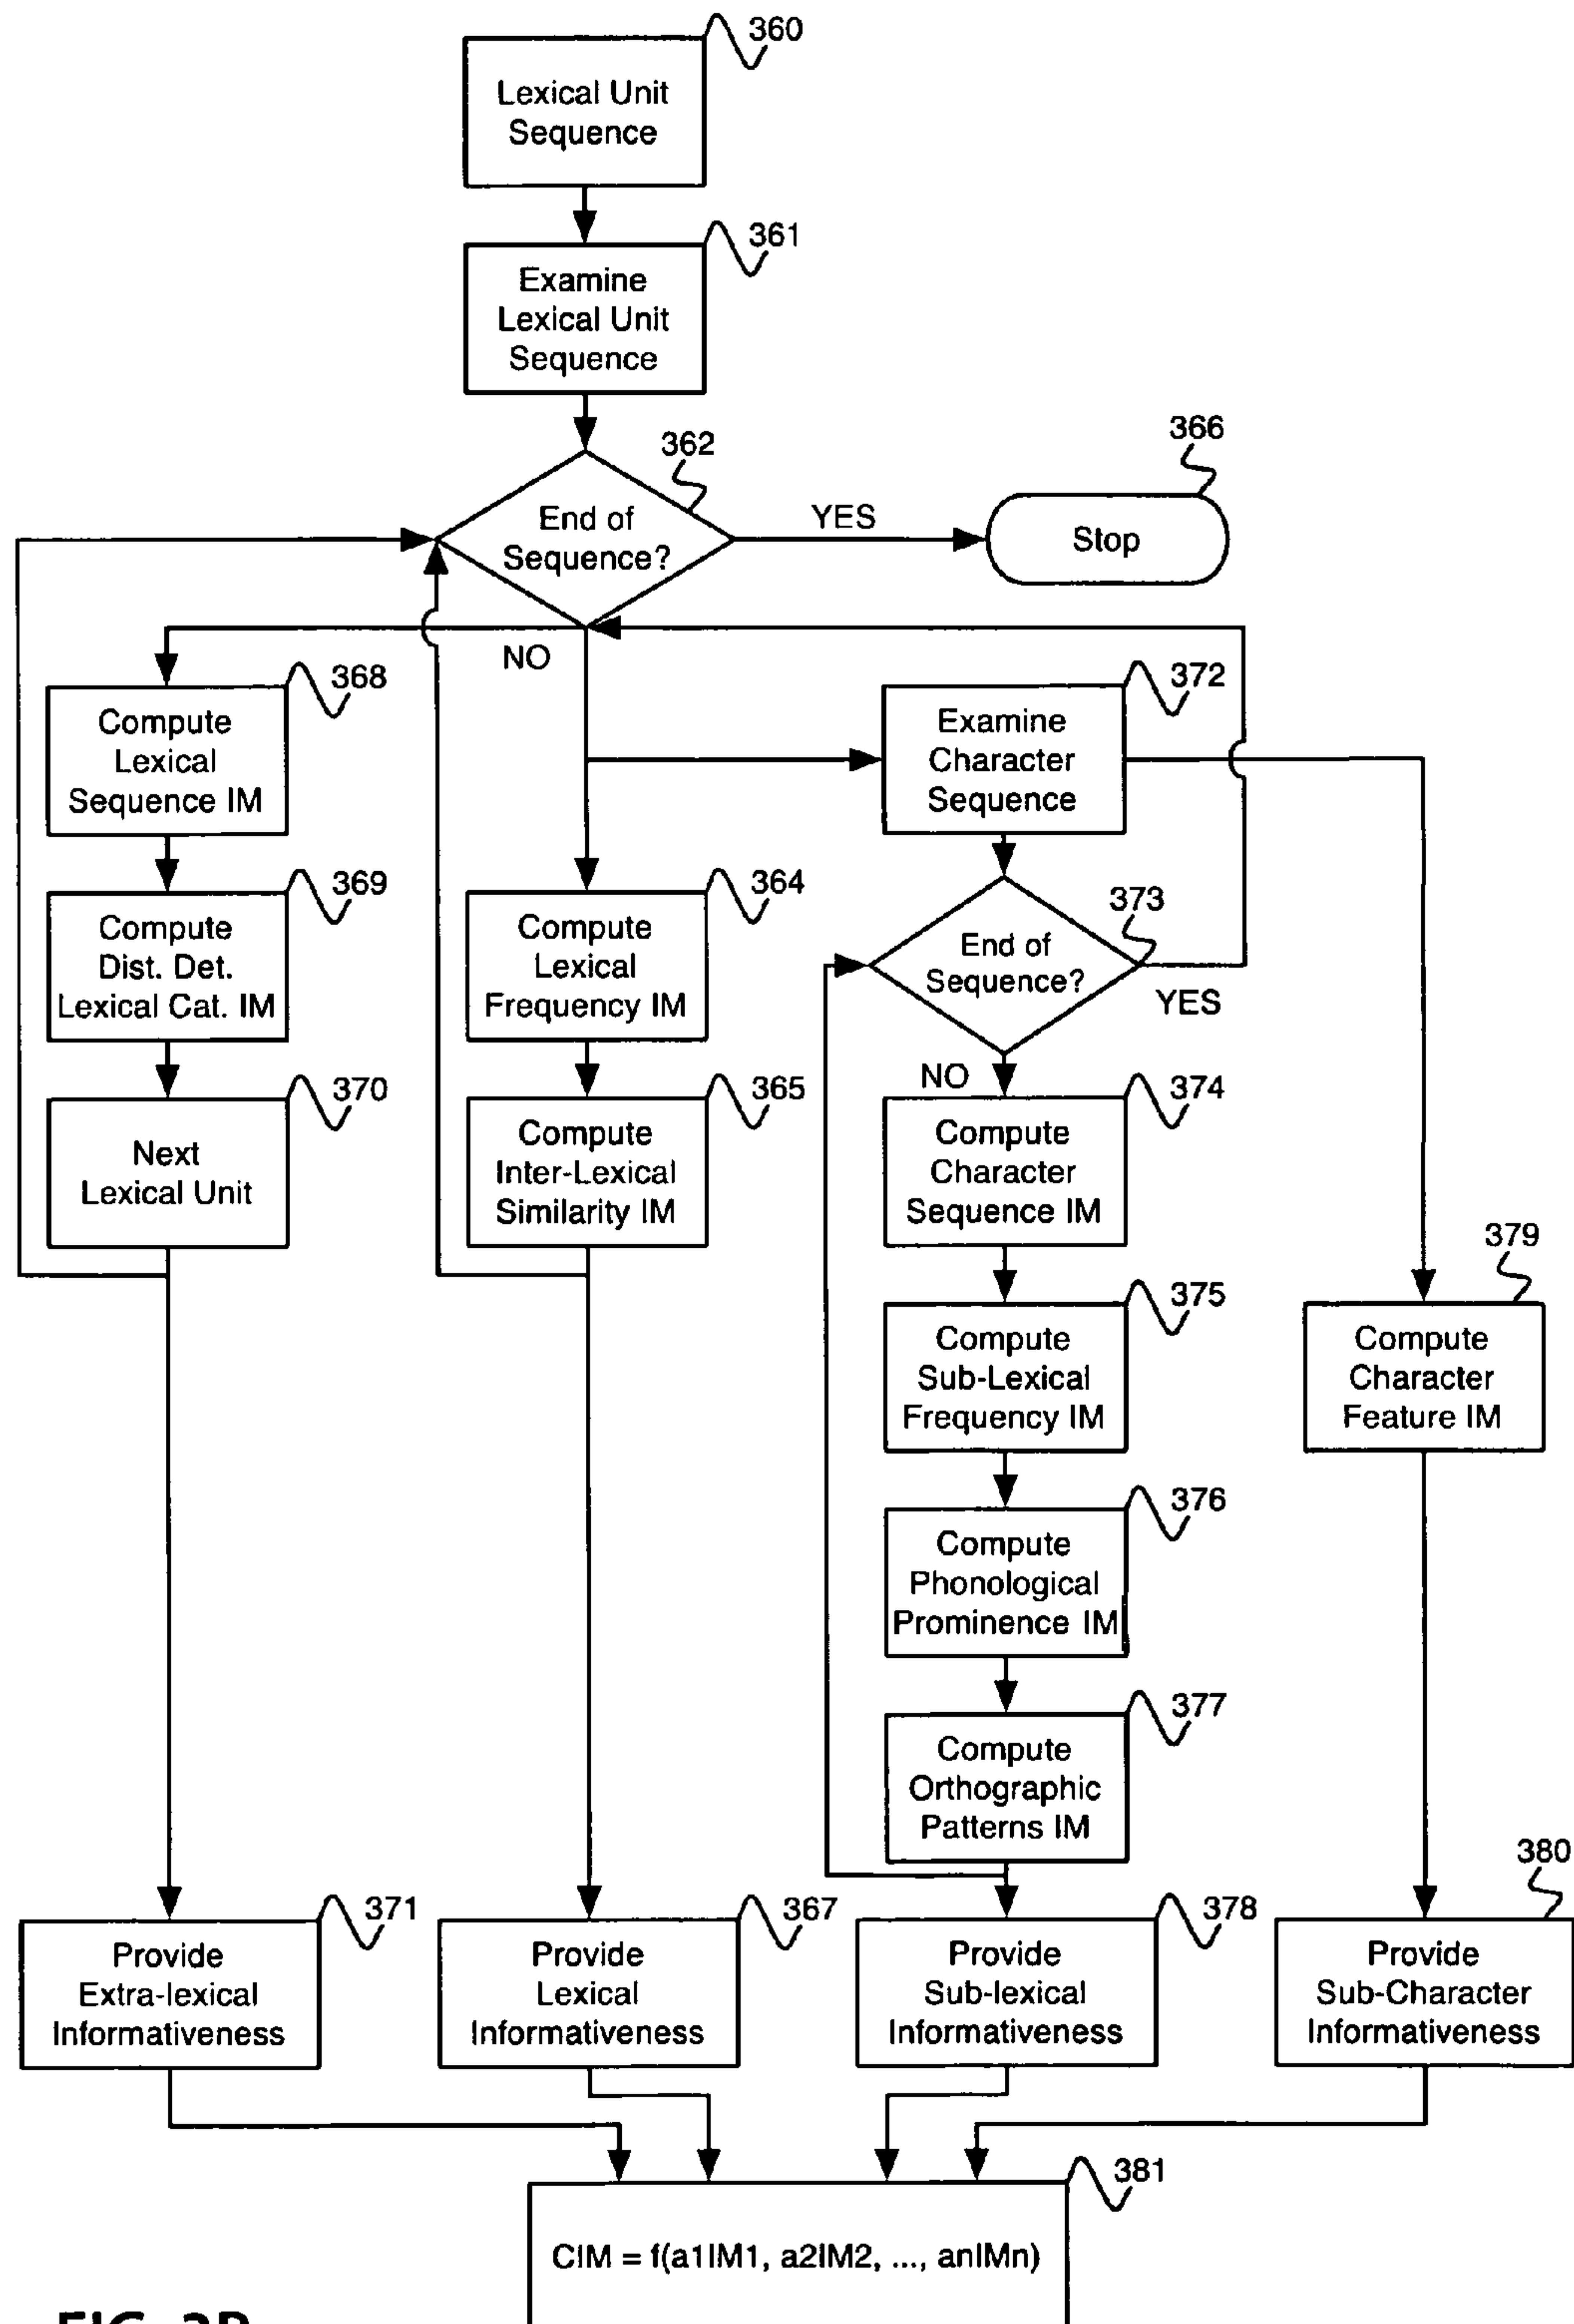 360
Lexical Unit
Sequence
361
Examine
Lexical Unit
Sequence
362
End of
Sequence?
YES
366
Stop
NO
368
Compute
Lexical
Sequence IM
369
Compute
Dist. Det.
Lexical Cat. IM
370
Next
Lexical Unit
364
Compute
Lexical
Frequency IM
365
Compute
Inter-Lexical
Similarity IM
372
Examine
Character
Sequence
373
End of
Sequence?
YES
NO
374
Compute
Character
Sequence IM
375
Compute
Sub-Lexical
Frequency IM
376
Compute
Phonological
Prominence IM
377
Compute
Orthographic
Patterns IM
379
Compute
Character
Feature IM
371
Provide
Extra-lexical
Informativeness
367
Provide
Lexical
Informativeness
378
Provide
Sub-lexical
Informativeness
380
Provide
Sub-Character
Informativeness
381
CIM = f(a1IM1, a2IM2, ..., anIMn)